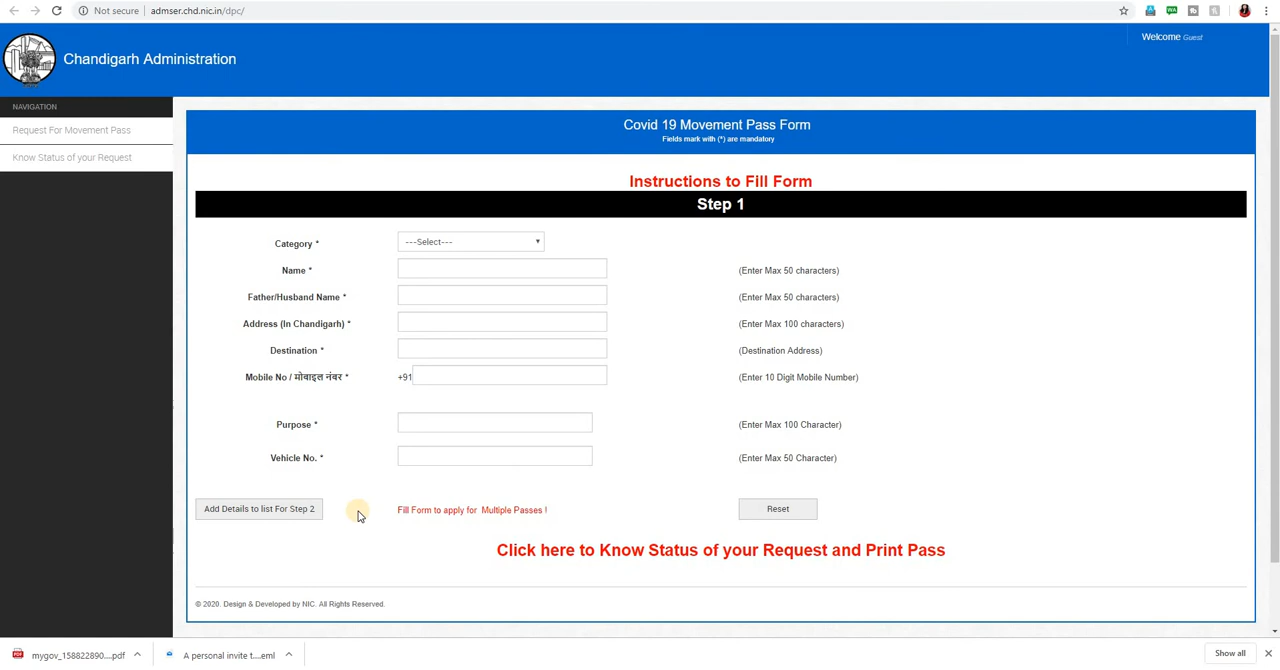 Not secure admser.chd.nic.in/dpc/
Chandigarh Administration
Welcome Guest
NAVIGATION
Request For Movement Pass
Know Status of your Request
Covid 19 Movement Pass Form
Fields mark with (*) are mandatory
Instructions to Fill Form
Step 1
Category * ---Select---
Name * (Enter Max 50 characters)
Father/Husband Name * (Enter Max 50 characters)
Address (In Chandigarh) * (Enter Max 100 characters)
Destination * (Destination Address)
Mobile No / मोबाइल नंबर * +91 (Enter 10 Digit Mobile Number)
Purpose * (Enter Max 100 Character)
Vehicle No. * (Enter Max 50 Character)
Add Details to list For Step 2 Fill Form to apply for Multiple Passes ! Reset
Click here to Know Status of your Request and Print Pass
© 2020. Design & Developed by NIC. All Rights Reserved.
mygov_158822890....pdf A personal invite t....eml Show all